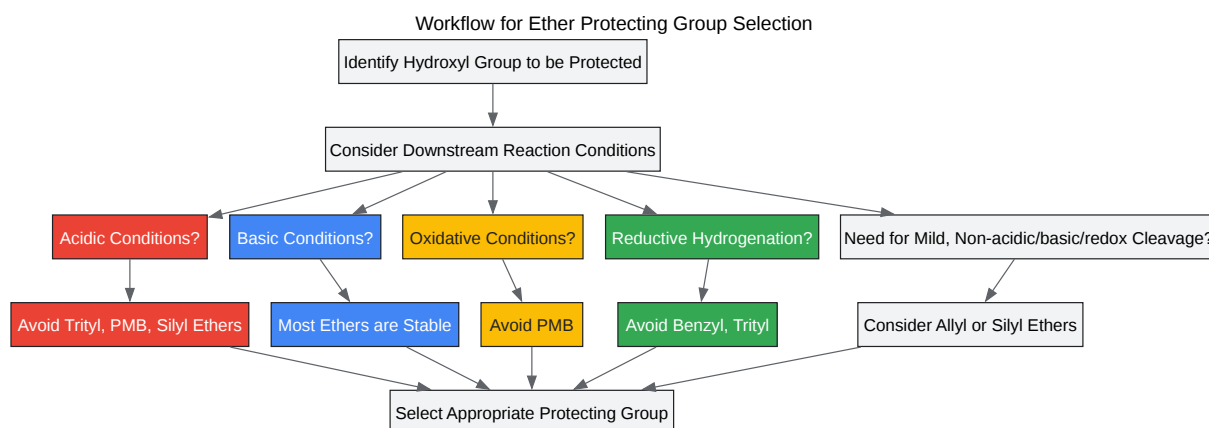 Workflow for Ether Protecting Group Selection
Identify Hydroxyl Group to be Protected
Consider Downstream Reaction Conditions
Acidic Conditions?
Basic Conditions?
Oxidative Conditions?
Reductive Hydrogenation?
Need for Mild, Non-acidic/basic/redox Cleavage?
Avoid Trityl, PMB, Silyl Ethers
Most Ethers are Stable
Avoid PMB
Avoid Benzyl, Trityl
Consider Allyl or Silyl Ethers
Select Appropriate Protecting Group